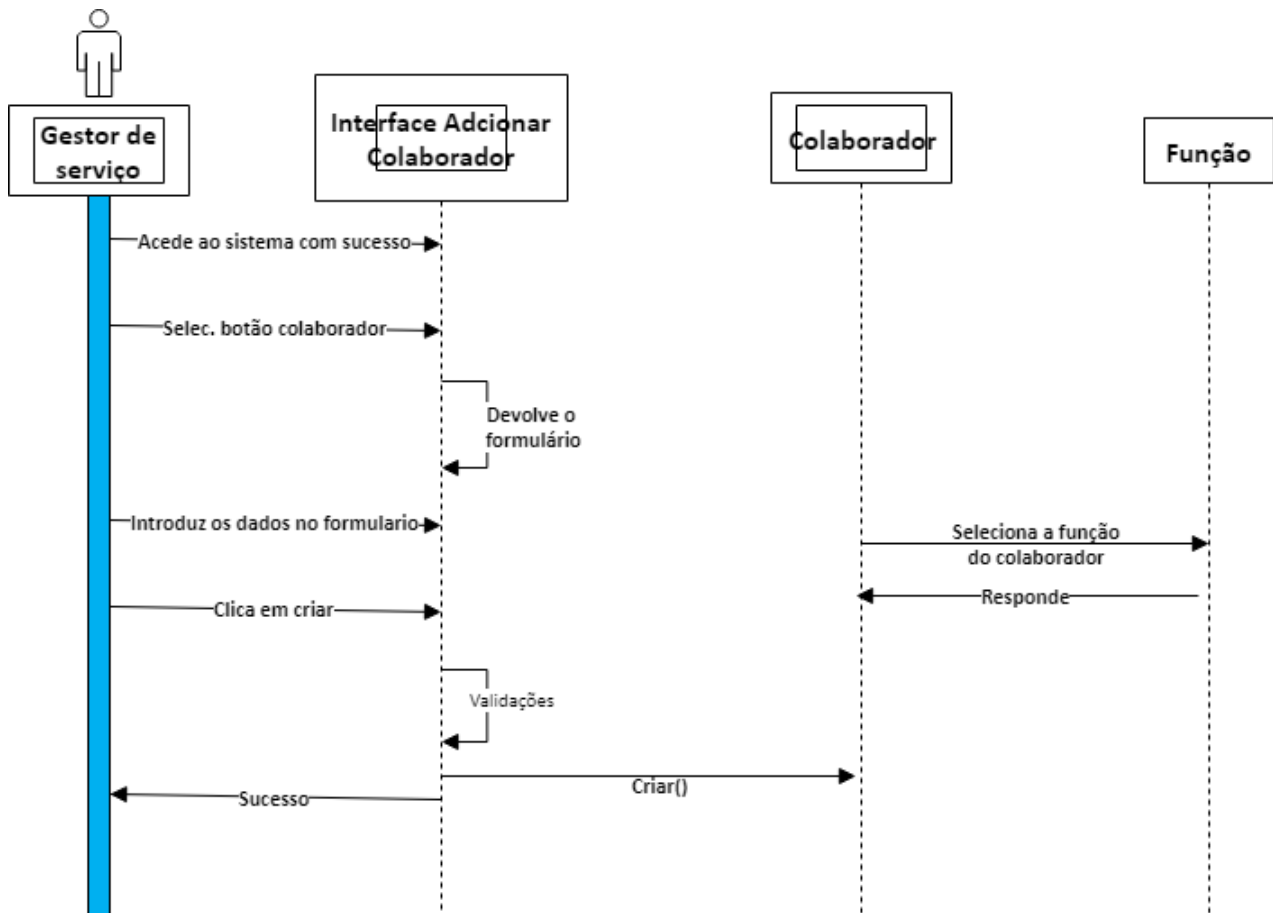 Gestor de
serviço
Interface Adcionar
Colaborador
Colaborador
Função
Acede ao sistema com sucesso
Selec. botão colaborador
Devolve o
formulário
Introduz os dados no formulario
Seleciona a função
do colaborador
Responde
Clica em criar
Validações
Criar()
Sucesso